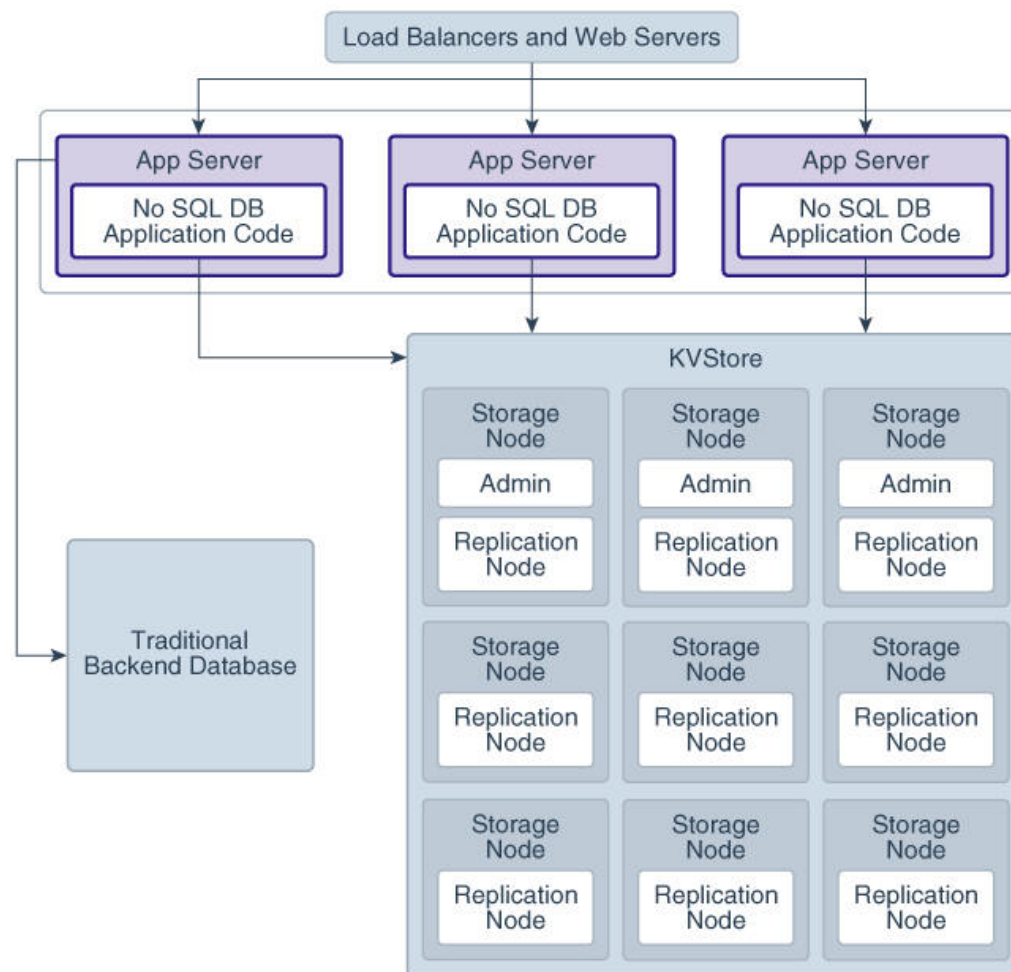 Load Balancers and Web Servers
App Server
No SQL DB
Application Code
App Server
No SQL DB
Application Code
App Server
No SQL DB
Application Code
KVStore
Storage
Node
Admin
Replication
Node
Storage
Node
Admin
Replication
Node
Storage
Node
Admin
Replication
Node
Traditional
Backend Database
Storage
Node
Replication
Node
Storage
Node
Replication
Node
Storage
Node
Replication
Node
Storage
Node
Replication
Node
Storage
Node
Replication
Node
Storage
Node
Replication
Node